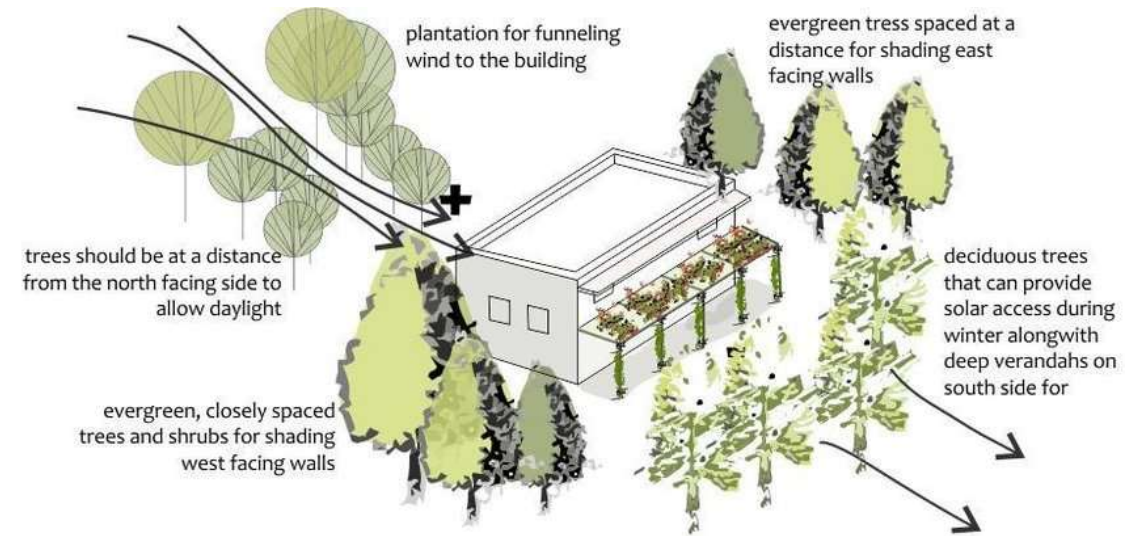 plantation for funneling
wind to the building
evergreen tress spaced at a
distance for shading east
facing walls
trees should be at a distance
from the north facing side to
allow daylight
deciduous trees
that can provide
solar access during
winter alongwith
deep verandahs on
south side for
evergreen, closely spaced
trees and shrubs for shading
west facing walls